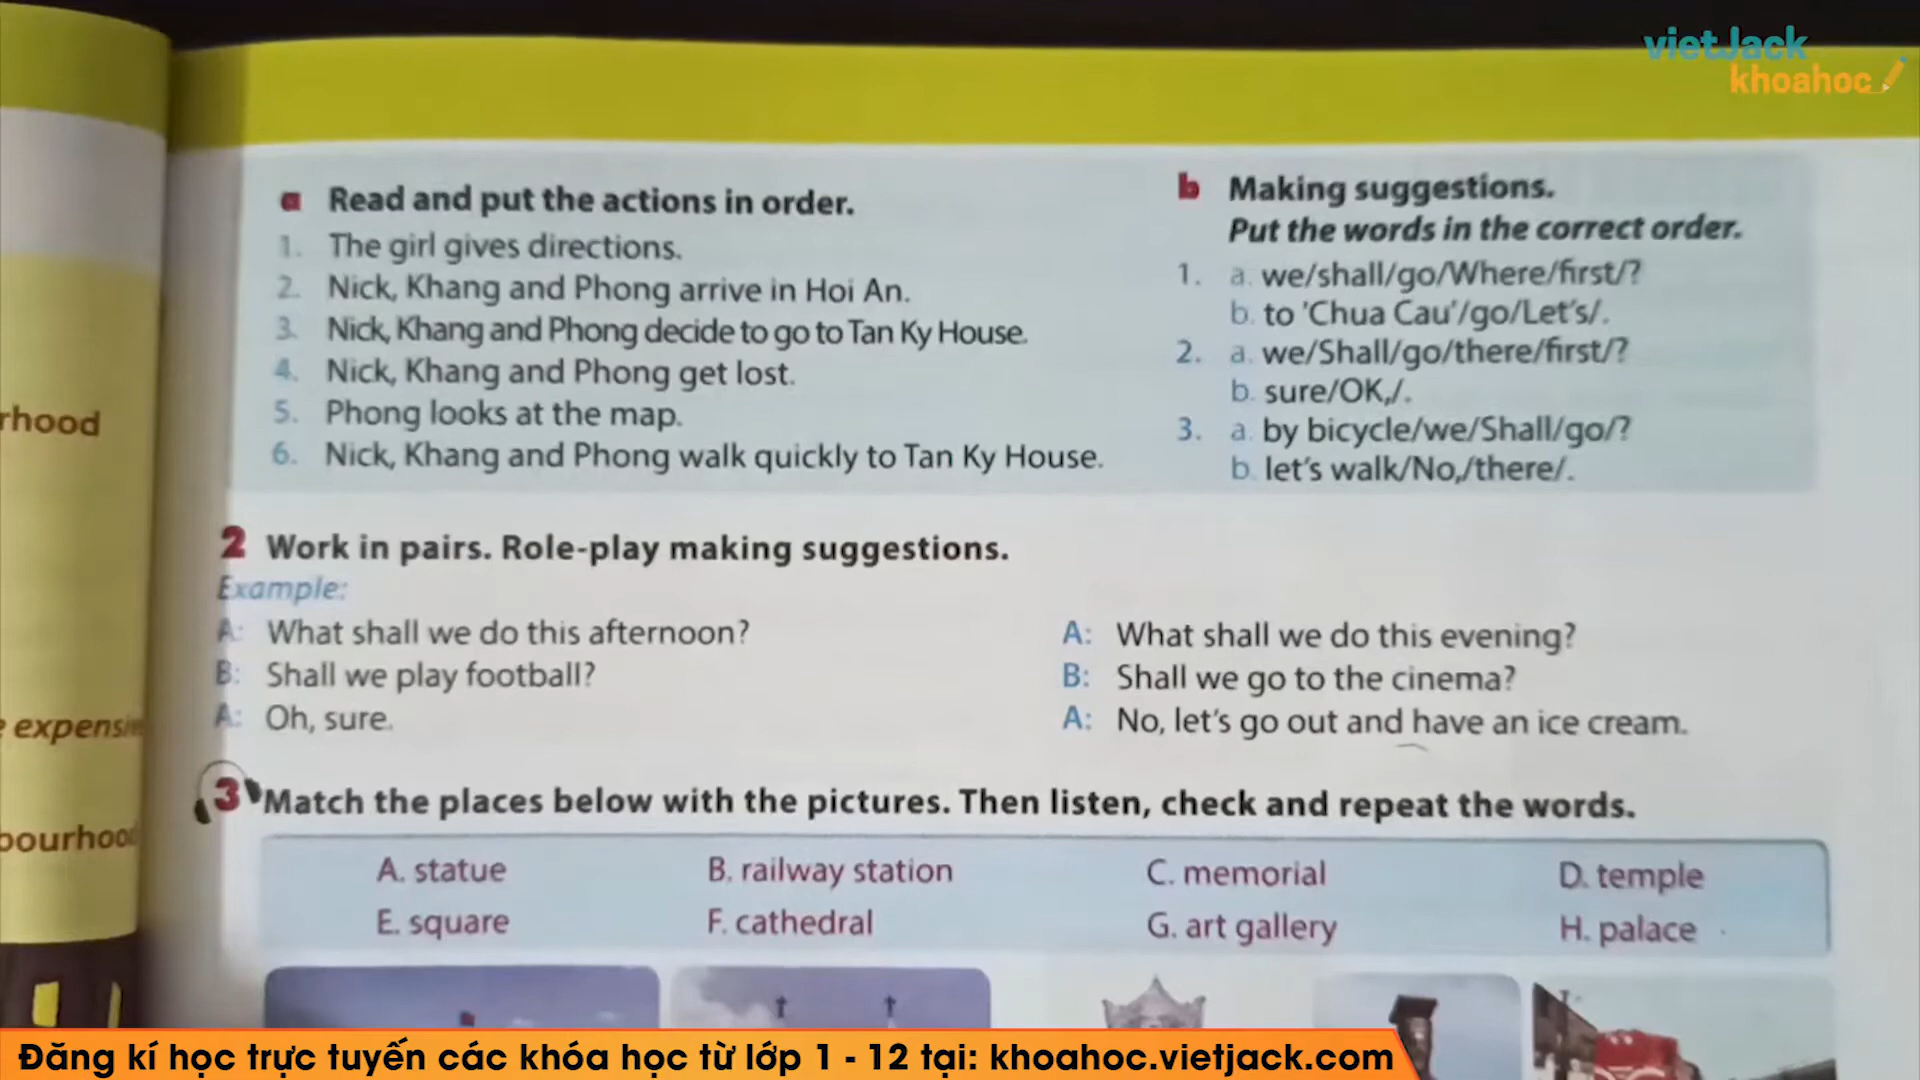 vietJack
khoahoc
rhood
expensi
bourhood
a Read and put the actions in order.
1. The girl gives directions.
2. Nick, Khang and Phong arrive in Hoi An.
3. Nick, Khang and Phong decide to go to Tan Ky House.
4. Nick, Khang and Phong get lost.
5. Phong looks at the map.
6. Nick, Khang and Phong walk quickly to Tan Ky House.
b Making suggestions.
Put the words in the correct order.
1. a. we/shall/go/Where/first/?
b. to 'Chua Cau'/go/Let's/.
2. a. we/Shall/go/there/first/?
b. sure/OK,/.
3. a. by bicycle/we/Shall/go/?
b. let's walk/No,/there/.
2 Work in pairs. Role-play making suggestions.
Example:
A: What shall we do this afternoon?
B: Shall we play football?
A: Oh, sure.
A: What shall we do this evening?
B: Shall we go to the cinema?
A: No, let's go out and have an ice cream.
3 Match the places below with the pictures. Then listen, check and repeat the words.
A. statue B. railway station C. memorial D. temple
E. square F. cathedral G. art gallery H. palace
Đăng kí học trực tuyến các khóa học từ lớp 1 - 12 tại: khoahoc.vietjack.com